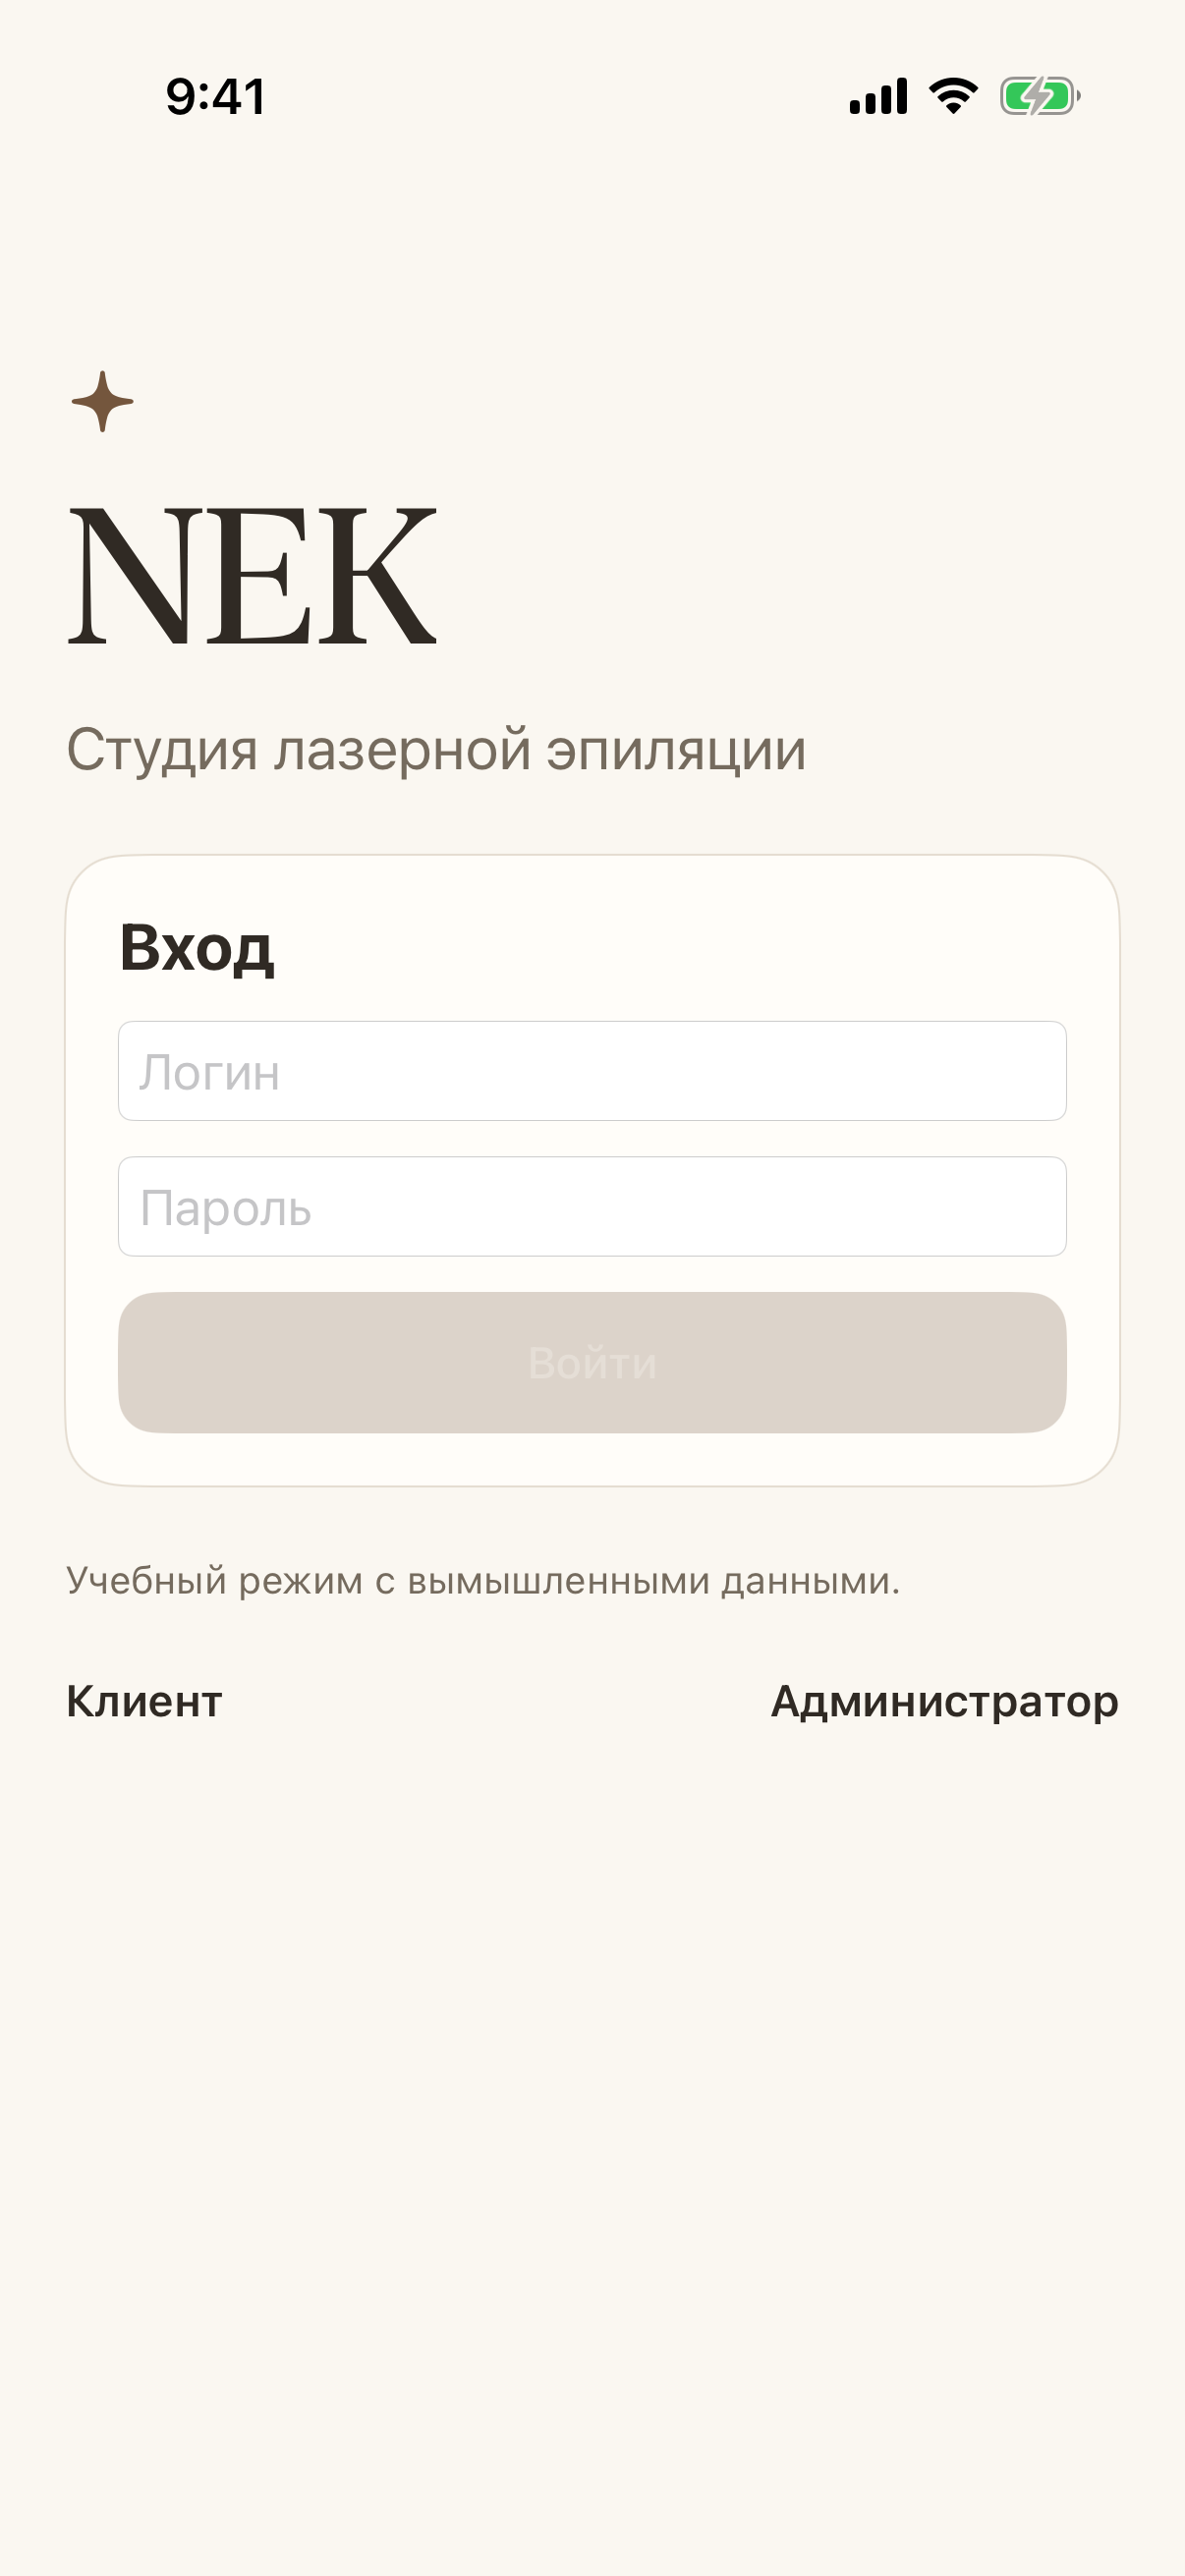 9:41
NEK
Студия лазерной эпиляции
Вход
Логин
Пароль
Войти
Учебный режим с вымышленными данными.
Клиент
Администратор